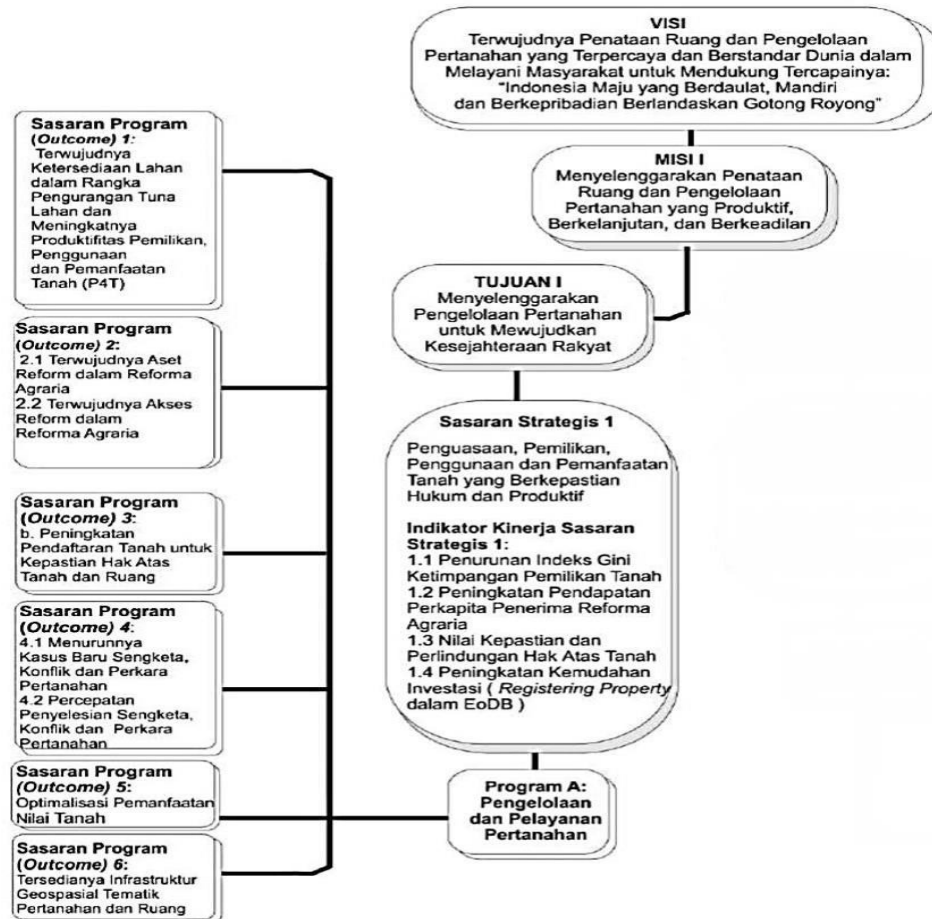 VISI
Terwujudnya Penataan Ruang dan Pengelolaan
Pertanahan yang Terpercaya dan Berstandar Dunia dalam
Melayani Masyarakat untuk Mendukung Tercapainya:
“Indonesia Maju yang Berdaulat, Mandiri
dan Berkepribadian Berlandaskan Gotong Royong”
MISI I
Menyelenggarakan Penataan
Ruang dan Pengelolaan
Pertanahan yang Produktif,
Berkelanjutan, dan Berkeadilan
TUJUAN I
Menyelenggarakan
Pengelolaan Pertanahan
untuk Mewujudkan
Kesejahteraan Rakyat
Sasaran Strategis 1
Penguasaan, Pemilikan,
Penggunaan dan Pemanfaatan
Tanah yang Berkepastian
Hukum dan Produktif
Indikator Kinerja Sasaran
Strategis 1:
1.1 Penurunan Indeks Gini
Ketimpangan Pemilikan Tanah
1.2 Peningkatan Pendapatan
Perkapita Penerima Reforma
Agraria
1.3 Nilai Kepastian dan
Perlindungan Hak Atas Tanah
1.4 Peningkatan Kemudahan
Investasi ( Registering Property
dalam EoDB )
Program A:
Pengelolaan
dan Pelayanan
Pertanahan
Sasaran Program
(Outcome) 1:
Terwujudnya
Ketersediaan Lahan
dalam Rangka
Pengurangan Tuna
Lahan dan
Meningkatnya
Produktifitas Pemilikan,
Penggunaan
dan Pemanfaatan
Tanah (P4T)
Sasaran Program
(Outcome) 2:
2.1 Terwujudnya Aset
Reform dalam Reforma
Agraria
2.2 Terwujudnya Akses
Reform dalam
Reforma Agraria
Sasaran Program
(Outcome) 3:
b. Peningkatan
Pendaftaran Tanah untuk
Kepastian Hak Atas
Tanah dan Ruang
Sasaran Program
(Outcome) 4:
4.1 Menurunnya
Kasus Baru Sengketa,
Konflik dan Perkara
Pertanahan
4.2 Percepatan
Penyelesian Sengketa,
Konflik dan Perkara
Pertanahan
Sasaran Program
(Outcome) 5:
Optimalisasi Pemanfaatan
Nilai Tanah
Sasaran Program
(Outcome) 6:
Tersedianya Infrastruktur
Geospasial Tematik
Pertanahan dan Ruang